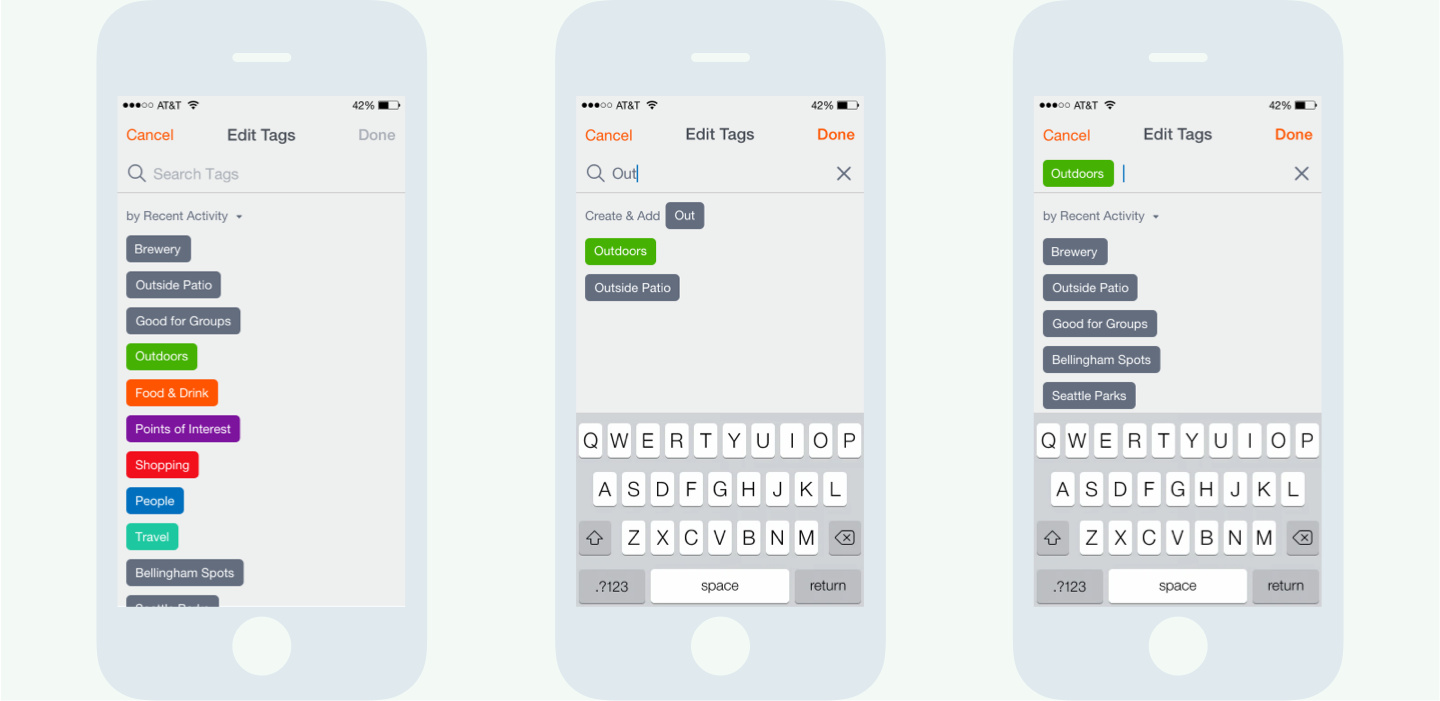 AT&T 42%
Cancel Edit Tags Done
Search Tags
by Recent Activity
Brewery
Outside Patio
Good for Groups
Outdoors
Food & Drink
Points of Interest
Shopping
People
Travel
Bellingham Spots
Seattle Parks
AT&T 42%
Cancel Edit Tags Done
Out
Create & Add Out
Outdoors
Outside Patio
Q W E R T Y U I O P
A S D F G H J K L
Z X C V B N M
.?123 space return
AT&T 42%
Cancel Edit Tags Done
Outdoors
by Recent Activity
Brewery
Outside Patio
Good for Groups
Bellingham Spots
Seattle Parks
Q W E R T Y U I O P
A S D F G H J K L
Z X C V B N M
.?123 space return